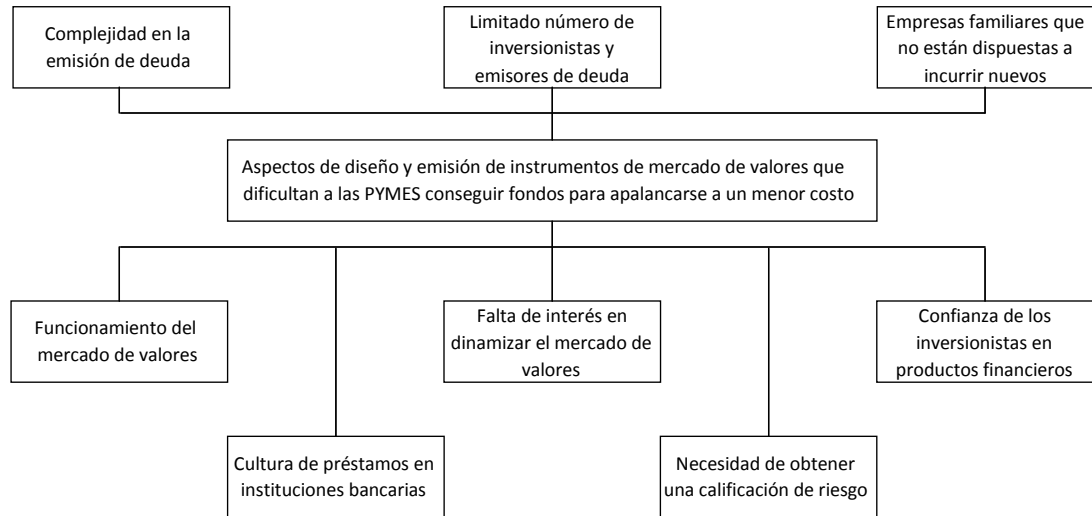 Complejidad en la
emisión de deuda
Limitado número de
inversionistas y
emisores de deuda
Empresas familiares que
no están dispuestas a
incurrir nuevos
Aspectos de diseño y emisión de instrumentos de mercado de valores que
dificultan a las PYMES conseguir fondos para apalancarse a un menor costo
Funcionamiento del
mercado de valores
Falta de interés en
dinamizar el mercado de
valores
Confianza de los
inversionistas en
productos financieros
Cultura de préstamos en
instituciones bancarias
Necesidad de obtener
una calificación de riesgo